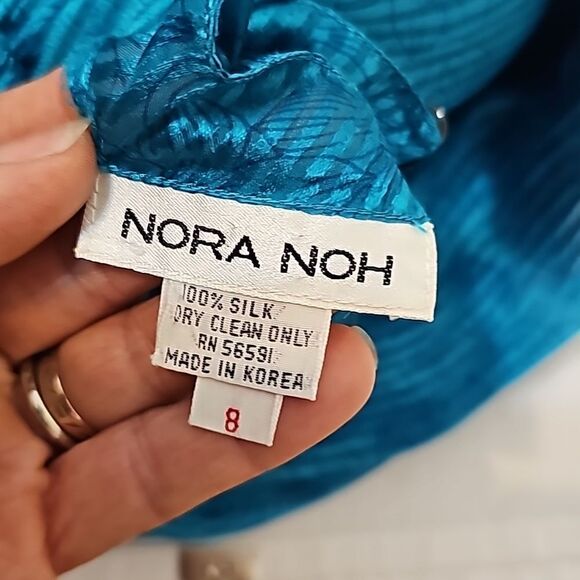 NORA NOH
100% SILK
DRY CLEAN ONLY
RN 56591
MADE IN KOREA
8